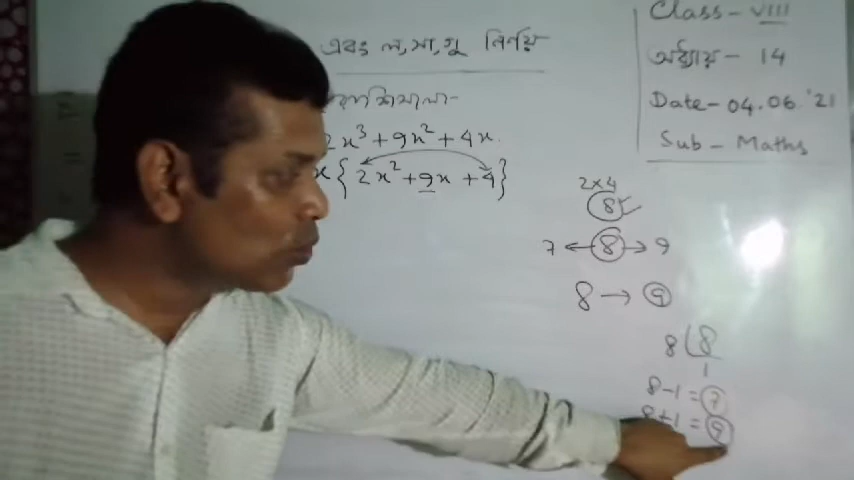 এবং ল,সা,গু নির্ণয়
2x³ + 9x² + 4x.
x{ 2x² + 9x + 4}
Class - VIII
অধ্যায় - 14
Date - 04.06.'21
Sub - Maths
2×4
8
7 ← 8 → 9
8 → 9
8 8
1
8-1 = 7
8+1 = 9